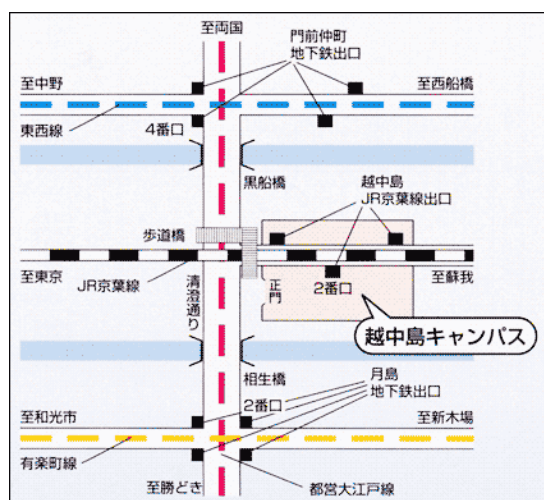 至両国
門前仲町
地下鉄出口
至中野
至西船橋
東西線
4番口
黒船橋
越中島
JR京葉線出口
歩道橋
至東京
JR京葉線
清澄通り
正門
2番口
至蘇我
越中島キャンパス
相生橋
月島
地下鉄出口
2番口
至和光市
至新木場
有楽町線
至勝どき
都営大江戸線